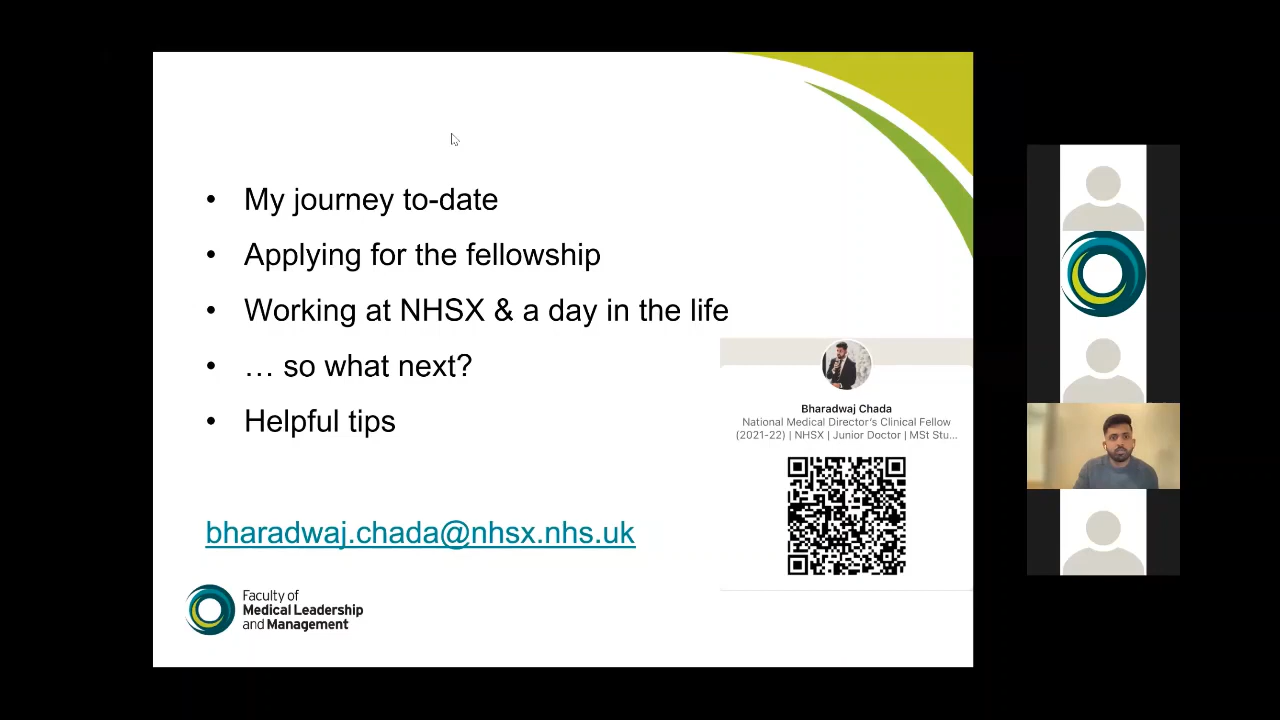 • My journey to-date
• Applying for the fellowship
• Working at NHSX & a day in the life
• … so what next?
• Helpful tips
Bharadwaj Chada
National Medical Director's Clinical Fellow
(2021-22) | NHSX | Junior Doctor | MSt Stu...
bharadwaj.chada@nhsx.nhs.uk
Faculty of
Medical Leadership
and Management